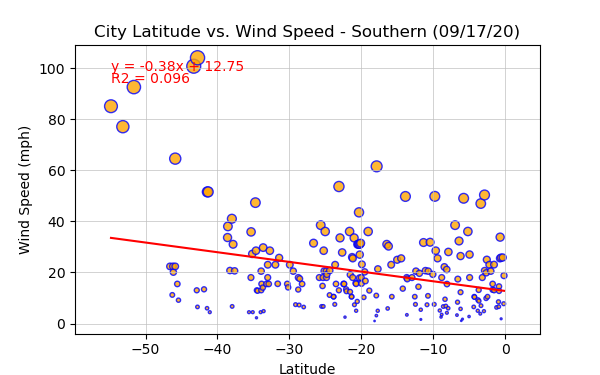 City Latitude vs. Wind Speed - Southern (09/17/20)
y = -0.38x + 12.75
R2 = 0.096
Wind Speed (mph)
100
80
60
40
20
0
−50
−40
−30
−20
−10
0
Latitude